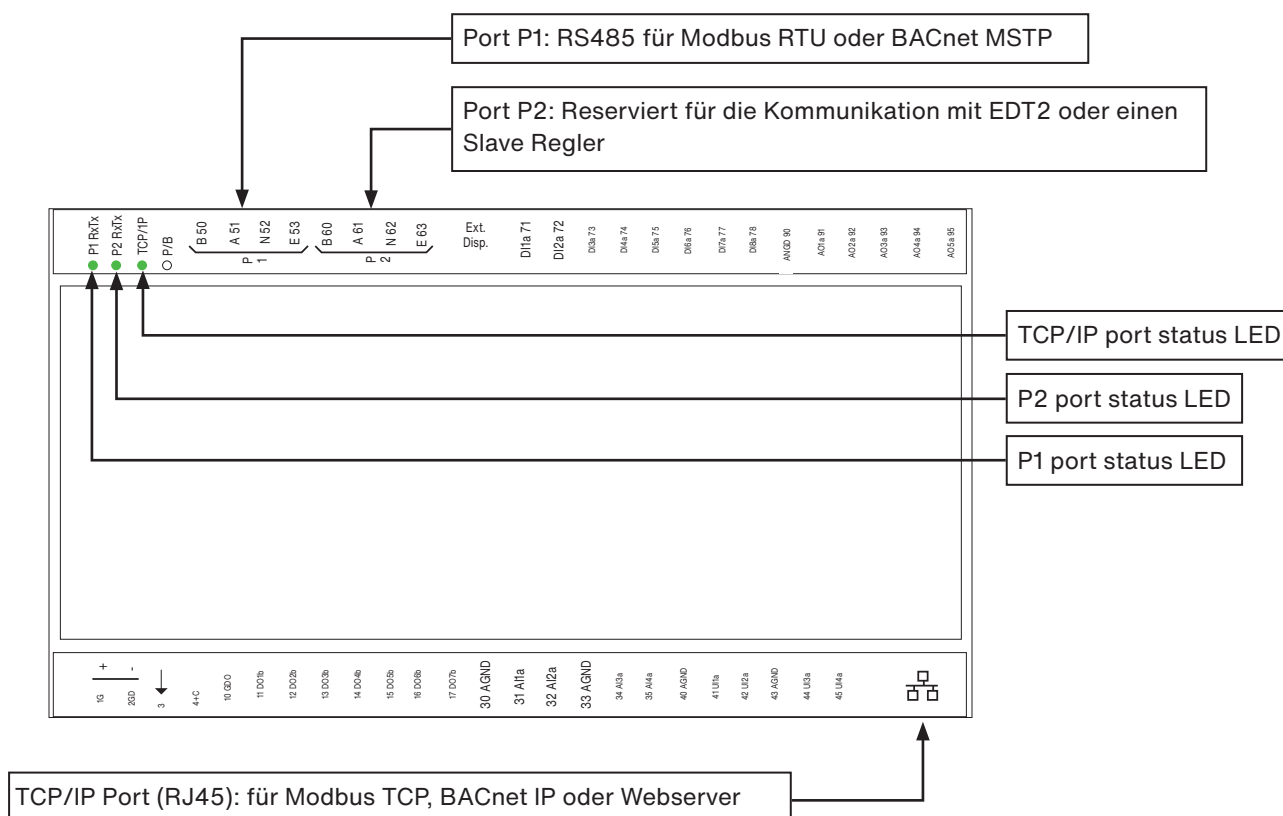 Port P1: RS485 für Modbus RTU oder BACnet MSTP
Port P2: Reserviert für die Kommunikation mit EDT2 oder einen
Slave Regler
P1 RxTx
P2 RxTx
TCP/1P
P/B
B 50
A 51
N 52
E 53
P 1
B 60
A 61
N 62
E 63
P 2
Ext.
Disp.
DI1a 71
DI2a 72
DI3a 73
DI4a 74
DI5a 75
DI6a 76
DI7a 77
DI8a 78
ANGD 90
AO1a 91
AO2a 92
AO3a 93
AO4a 94
AO5a 95
TCP/IP port status LED
P2 port status LED
P1 port status LED
+
-
1G
2GD
3
4+C
10 GDO
11 DO1b
12 DO2b
13 DO3b
14 DO4b
15 DO5b
16 DO6b
17 DO7b
30 AGND
31 AI1a
32 AI2a
33 AGND
34 AI3a
35 AI4a
40 AGND
41 UI1a
42 UI2a
43 AGND
44 UI3a
45 UI4a
TCP/IP Port (RJ45): für Modbus TCP, BACnet IP oder Webserver